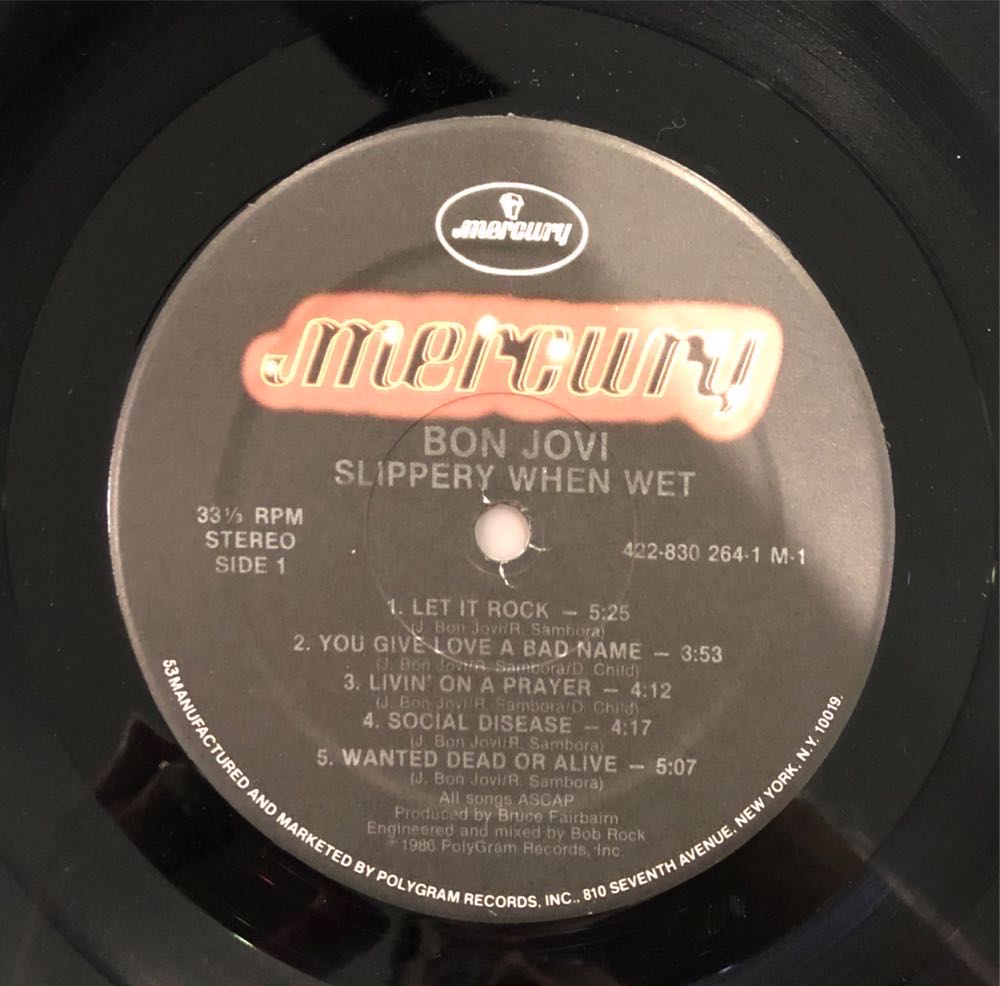 mercury
mercury
BON JOVI
SLIPPERY WHEN WET
33⅓ RPM
STEREO
SIDE 1
422-830 264-1 M-1
1. LET IT ROCK — 5:25
(J. Bon Jovi/R. Sambora)
2. YOU GIVE LOVE A BAD NAME — 3:53
(J. Bon Jovi/R. Sambora/D. Child)
3. LIVIN' ON A PRAYER — 4:12
(J. Bon Jovi/R. Sambora/D. Child)
4. SOCIAL DISEASE — 4:17
(J. Bon Jovi/R. Sambora)
5. WANTED DEAD OR ALIVE — 5:07
(J. Bon Jovi/R. Sambora)
All songs ASCAP
Produced by Bruce Fairbairn
Engineered and mixed by Bob Rock
℗1986 PolyGram Records, Inc.
53 MANUFACTURED AND MARKETED BY POLYGRAM RECORDS, INC., 810 SEVENTH AVENUE, NEW YORK, N.Y. 10019.